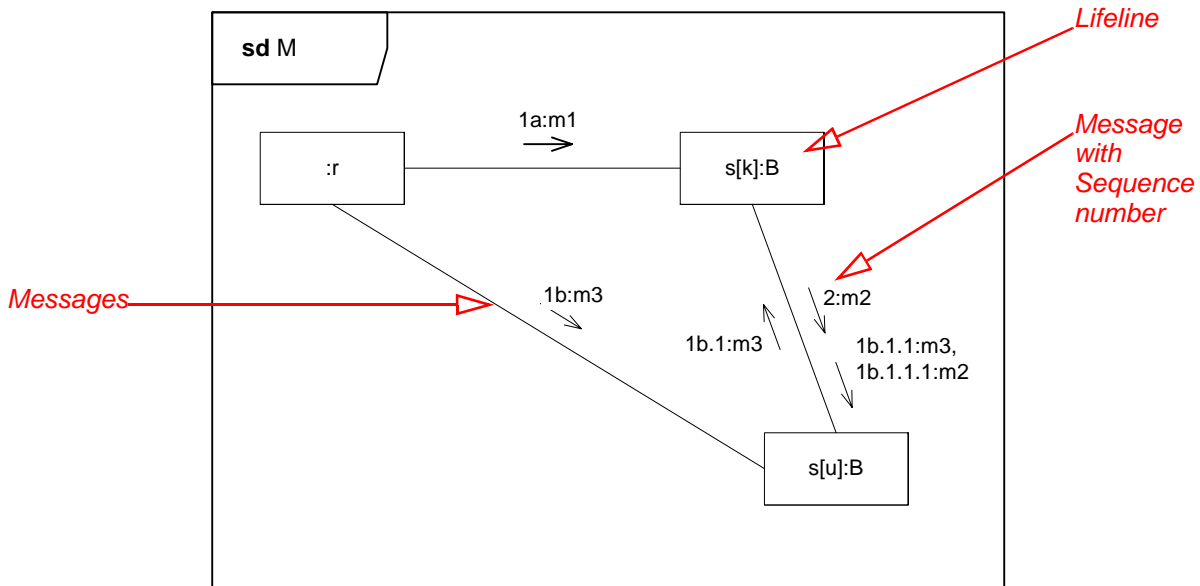 Lifeline
sd M
1a:m1
Message
with
Sequence
number
:r
s[k]:B
Messages
1b:m3
2:m2
1b.1:m3
1b.1.1:m3,
1b.1.1.1:m2
s[u]:B